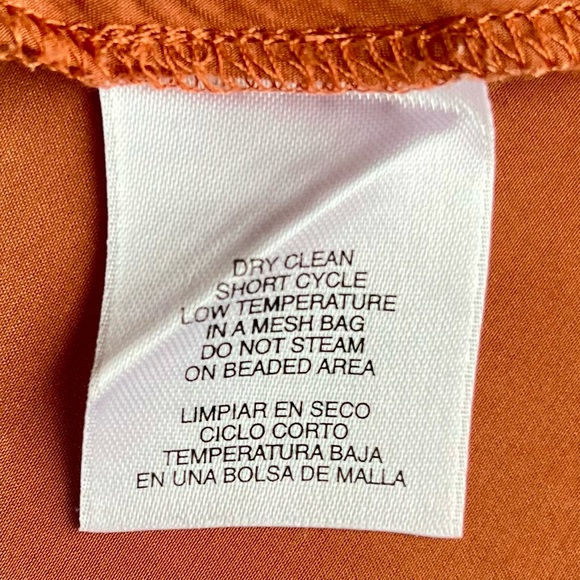 DRY CLEAN
SHORT CYCLE
LOW TEMPERATURE
IN A MESH BAG
DO NOT STEAM
ON BEADED AREA
LIMPIAR EN SECO
CICLO CORTO
TEMPERATURA BAJA
EN UNA BOLSA DE MALLA